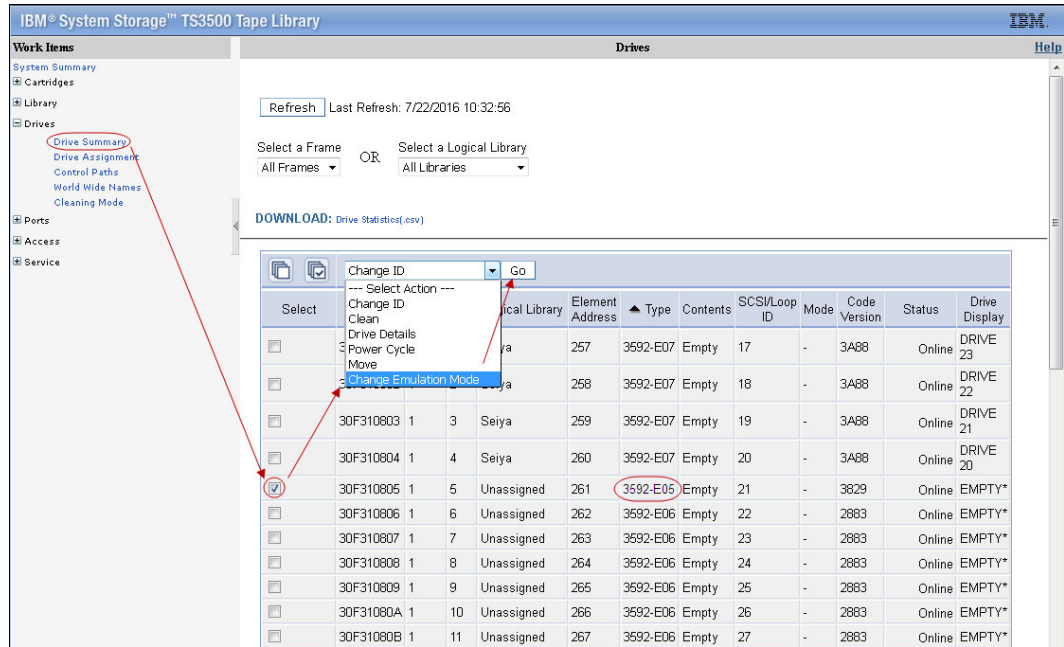 IBM® System Storage™ TS3500 Tape Library
IBM.
Work Items
Drives
Help
System Summary
Cartridges
Library
Drives
Drive Summary
Drive Assignment
Control Paths
World Wide Names
Cleaning Mode
Ports
Access
Service
Refresh Last Refresh: 7/22/2016 10:32:56
Select a Frame OR Select a Logical Library
All Frames All Libraries
DOWNLOAD: Drive Statistics(.csv)
Change ID Go
--- Select Action ---
Change ID
Clean
Drive Details
Power Cycle
Move
Change Emulation Mode
Select Element Address Type Contents SCSI/Loop ID Mode Code Version Status Drive Display
257 3592-E07 Empty 17 - 3A88 Online DRIVE 23
258 3592-E07 Empty 18 - 3A88 Online DRIVE 22
30F310803 1 3 Seiya 259 3592-E07 Empty 19 - 3A88 Online DRIVE 21
30F310804 1 4 Seiya 260 3592-E07 Empty 20 - 3A88 Online DRIVE 20
30F310805 1 5 Unassigned 261 3592-E05 Empty 21 - 3829 Online EMPTY*
30F310806 1 6 Unassigned 262 3592-E06 Empty 22 - 2883 Online EMPTY*
30F310807 1 7 Unassigned 263 3592-E06 Empty 23 - 2883 Online EMPTY*
30F310808 1 8 Unassigned 264 3592-E06 Empty 24 - 2883 Online EMPTY*
30F310809 1 9 Unassigned 265 3592-E06 Empty 25 - 2883 Online EMPTY*
30F31080A 1 10 Unassigned 266 3592-E06 Empty 26 - 2883 Online EMPTY*
30F31080B 1 11 Unassigned 267 3592-E06 Empty 27 - 2883 Online EMPTY*